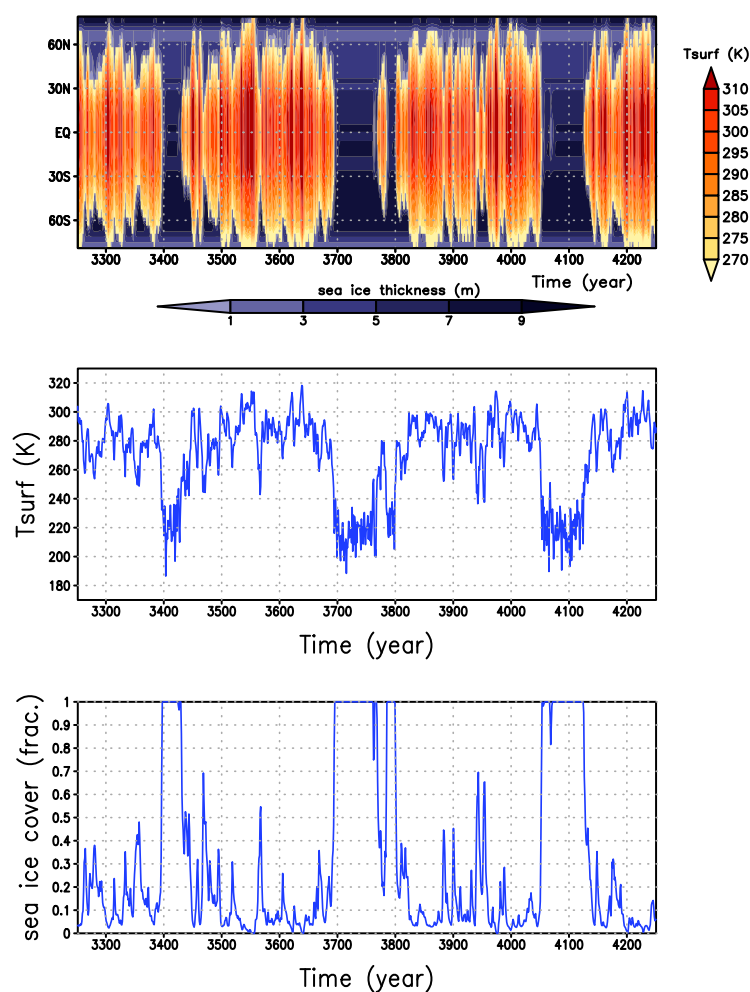 Tsurf (K)
60N
30N
EQ
30S
60S
310
305
300
295
290
285
280
275
270
3300 3400 3500 3600 3700 3800 3900 4000 4100 4200
Time (year)
sea ice thickness (m)
1 3 5 7 9
Tsurf (K)
320
300
280
260
240
220
200
180
3300 3400 3500 3600 3700 3800 3900 4000 4100 4200
Time (year)
sea ice cover (frac.)
1
0.9
0.8
0.7
0.6
0.5
0.4
0.3
0.2
0.1
0
3300 3400 3500 3600 3700 3800 3900 4000 4100 4200
Time (year)